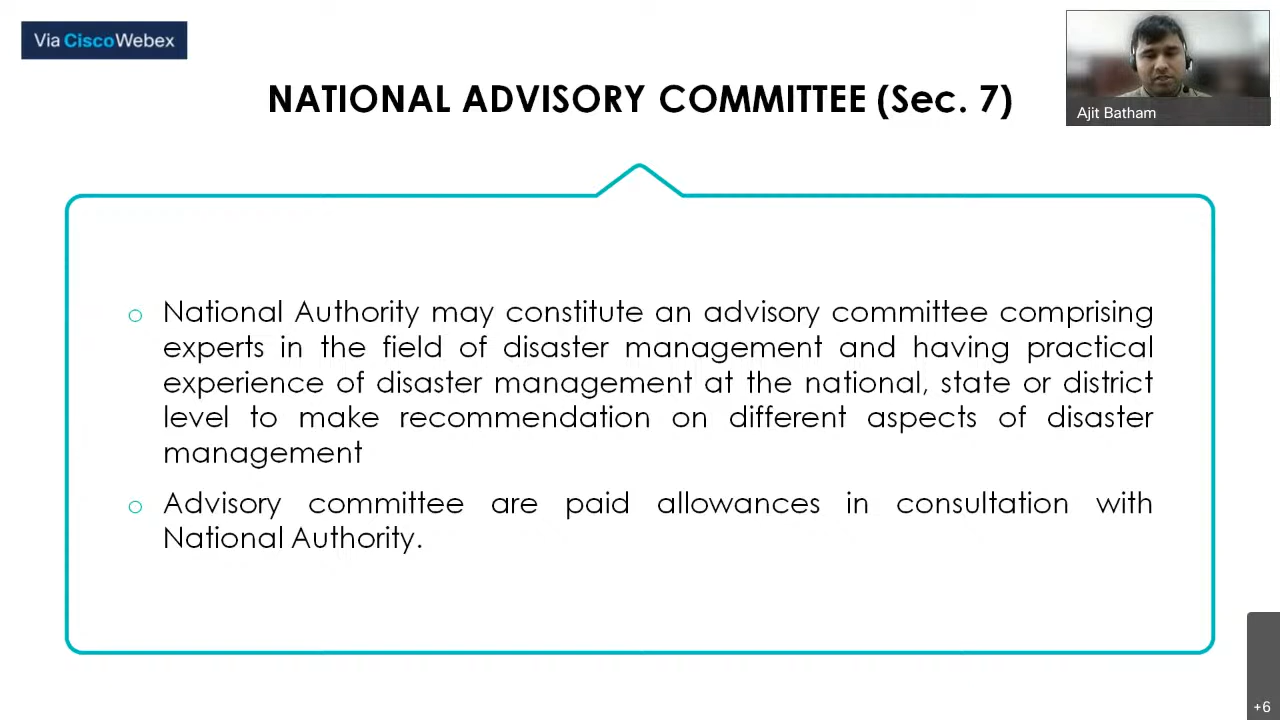 Via CiscoWebex
NATIONAL ADVISORY COMMITTEE (Sec. 7)
Ajit Batham
National Authority may constitute an advisory committee comprising
experts in the field of disaster management and having practical
experience of disaster management at the national, state or district
level to make recommendation on different aspects of disaster
management
Advisory committee are paid allowances in consultation with
National Authority.
+6